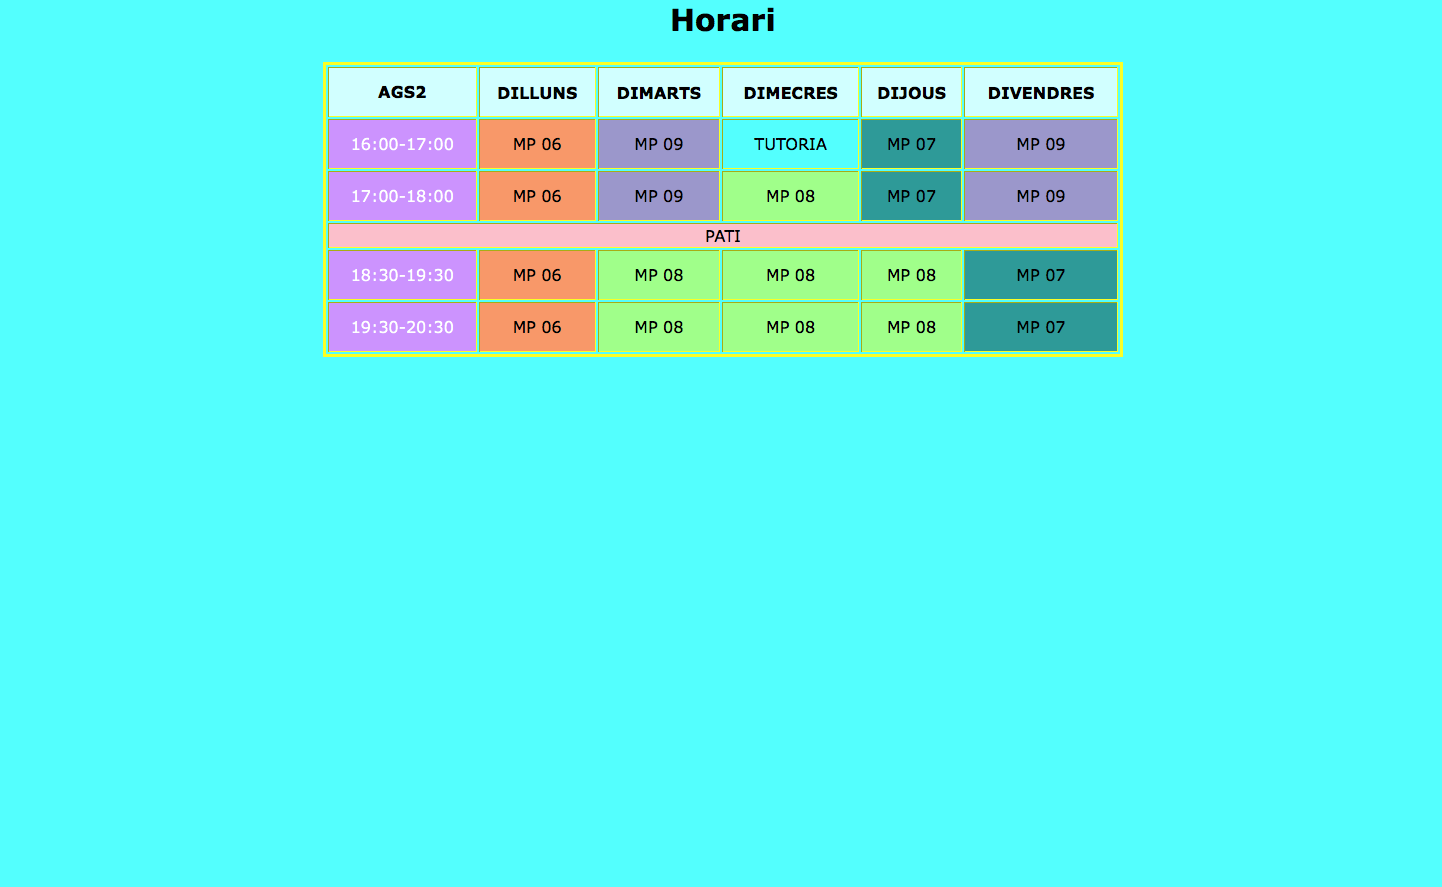 Horari
AGS2 DILLUNS DIMARTS DIMECRES DIJOUS DIVENDRES
16:00-17:00 MP 06 MP 09 TUTORIA MP 07 MP 09
17:00-18:00 MP 06 MP 09 MP 08 MP 07 MP 09
PATI
18:30-19:30 MP 06 MP 08 MP 08 MP 08 MP 07
19:30-20:30 MP 06 MP 08 MP 08 MP 08 MP 07